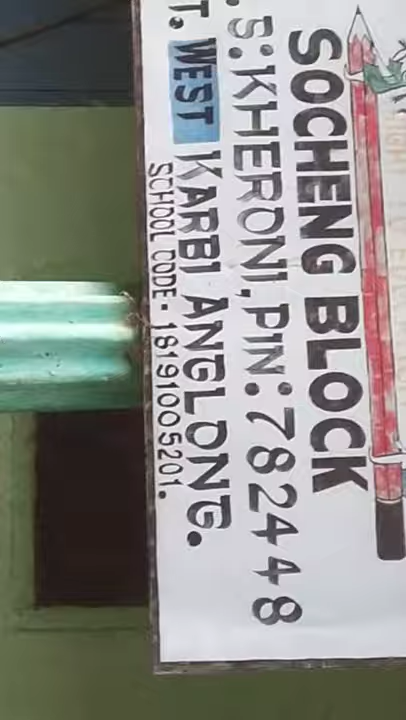 SOCHENG BLOCK
.S:KHERONI, PIN:782448
T. WEST KARBI ANGLONG.
SCHOOL CODE - 18191005201.